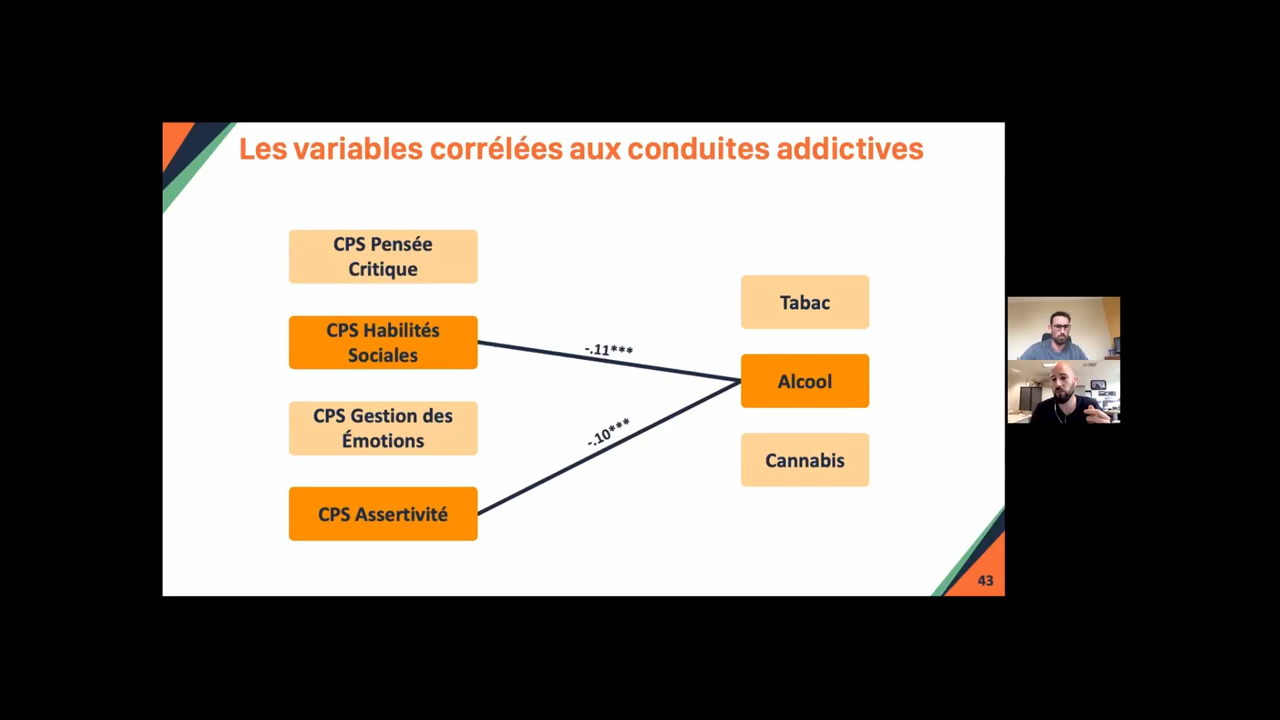 Les variables corrélées aux conduites addictives
CPS Pensée
Critique
CPS Habilités
Sociales
CPS Gestion des
Émotions
CPS Assertivité
-.11***
-.10***
Tabac
Alcool
Cannabis
43